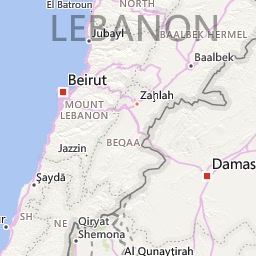 NORTH
El Batroun
LEBANON
Jubayl
BAALBEK HERMEL
Baalbek
Beirut
Zaḩlah
MOUNT
LEBANON
BEQAA
Jazzin
Damas
Şaydā
SH
NE
Qiryat
Shemona
Al Qunayţirah